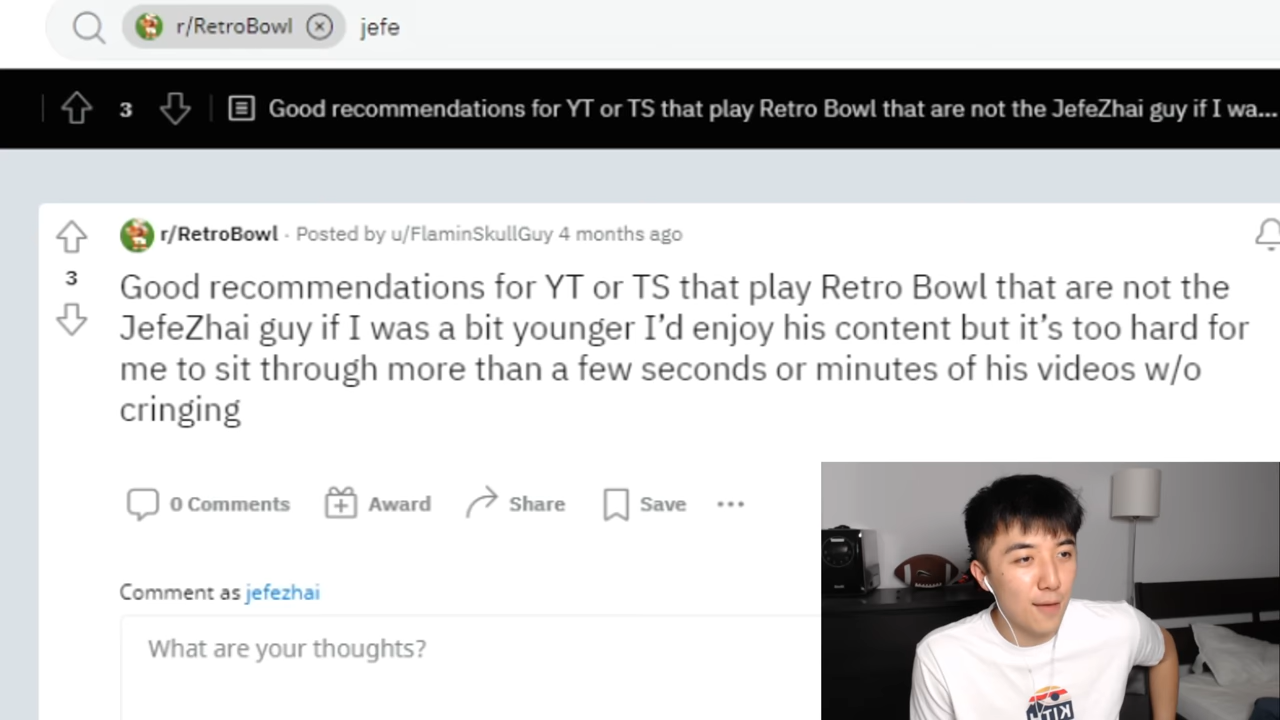 r/RetroBowl jefe
3 Good recommendations for YT or TS that play Retro Bowl that are not the JefeZhai guy if I wa...
r/RetroBowl · Posted by u/FlaminSkullGuy 4 months ago
3
Good recommendations for YT or TS that play Retro Bowl that are not the
JefeZhai guy if I was a bit younger I’d enjoy his content but it’s too hard for
me to sit through more than a few seconds or minutes of his videos w/o
cringing
0 Comments Award Share Save ...
Comment as jefezhai
What are your thoughts?
KITH